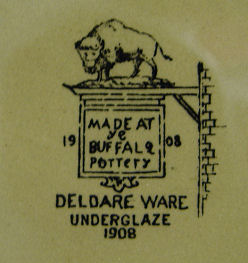 MADE AT
ye
BUFFALO
POTTERY
19 08
DELDARE WARE
UNDERGLAZE
1908